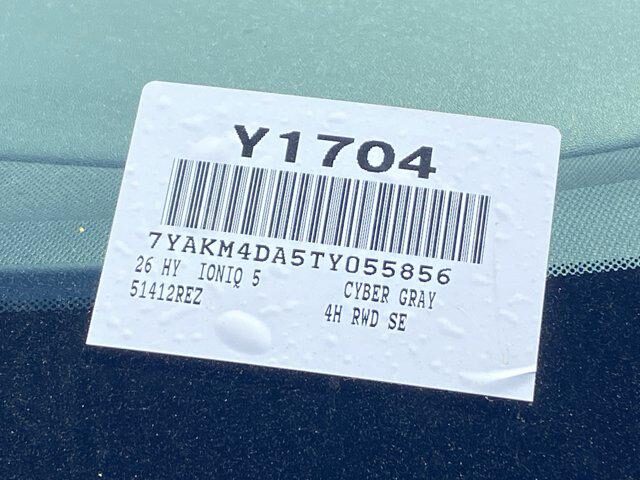 Y1704
7YAKM4DA5TY055856
26 HY IONIQ 5 CYBER GRAY
51412REZ 4H RWD SE